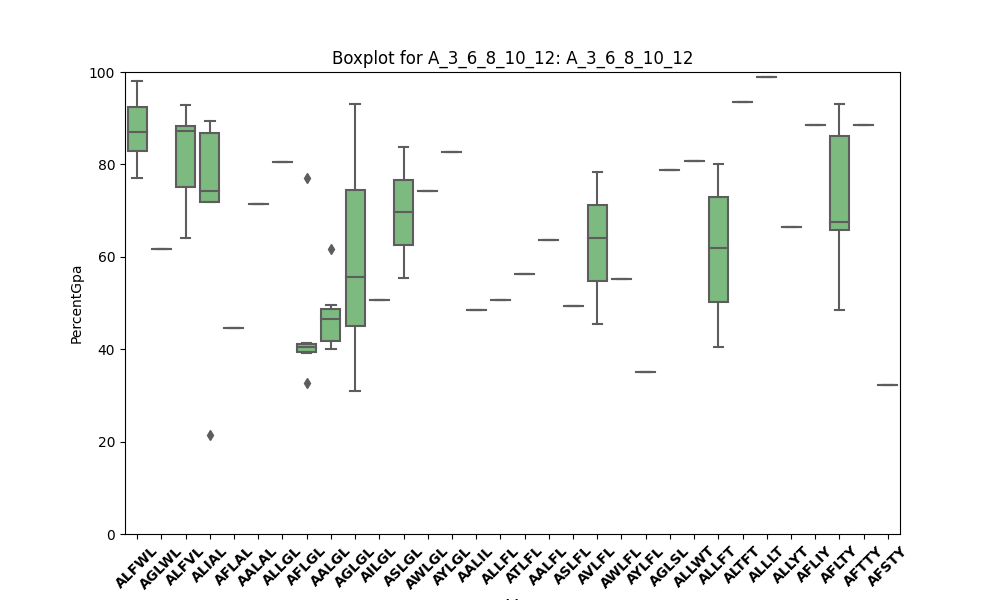 Boxplot for A_3_6_8_10_12: A_3_6_8_10_12
PercentGpa
100
80
60
40
20
0
ALFWL
AGLWL
ALFVL
ALIAL
AFLAL
AALAL
ALLGL
AFLGL
AALGL
AGLGL
AILGL
ASLGL
AWLGL
AYLGL
AALIL
ALLFL
ATLFL
AALFL
ASLFL
AVLFL
AWLFL
AYLFL
AGLSL
ALLWT
ALLFT
ALTFT
ALLLT
ALLYT
AFLIY
AFLTY
AFTTY
AFSTY